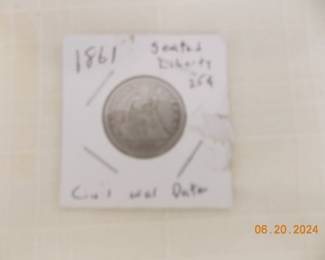 1861 Seated
Liberty
25¢
Civil War Date
06.20.2024